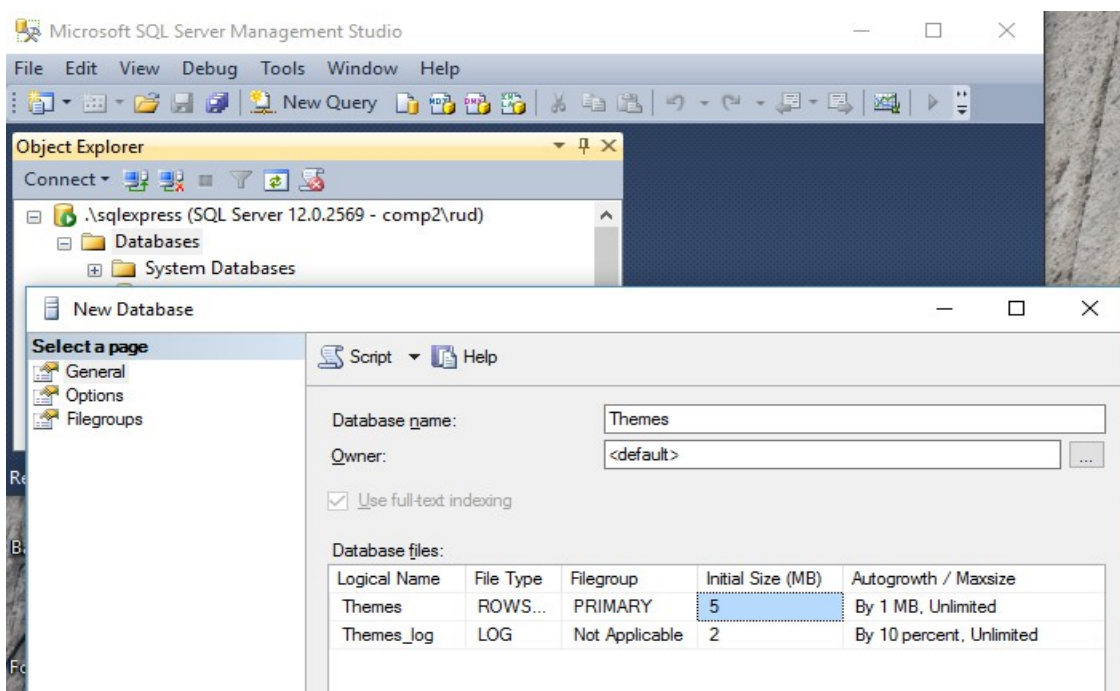 Microsoft SQL Server Management Studio
File Edit View Debug Tools Window Help
New Query
Object Explorer
Connect
.\sqlexpress (SQL Server 12.0.2569 - comp2\rud)
Databases
System Databases
New Database
Select a page
General
Options
Filegroups
Script Help
Database name: Themes
Owner: <default> ...
Use full-text indexing
Database files:
Logical Name File Type Filegroup Initial Size (MB) Autogrowth / Maxsize
Themes ROWS... PRIMARY 5 By 1 MB, Unlimited
Themes_log LOG Not Applicable 2 By 10 percent, Unlimited